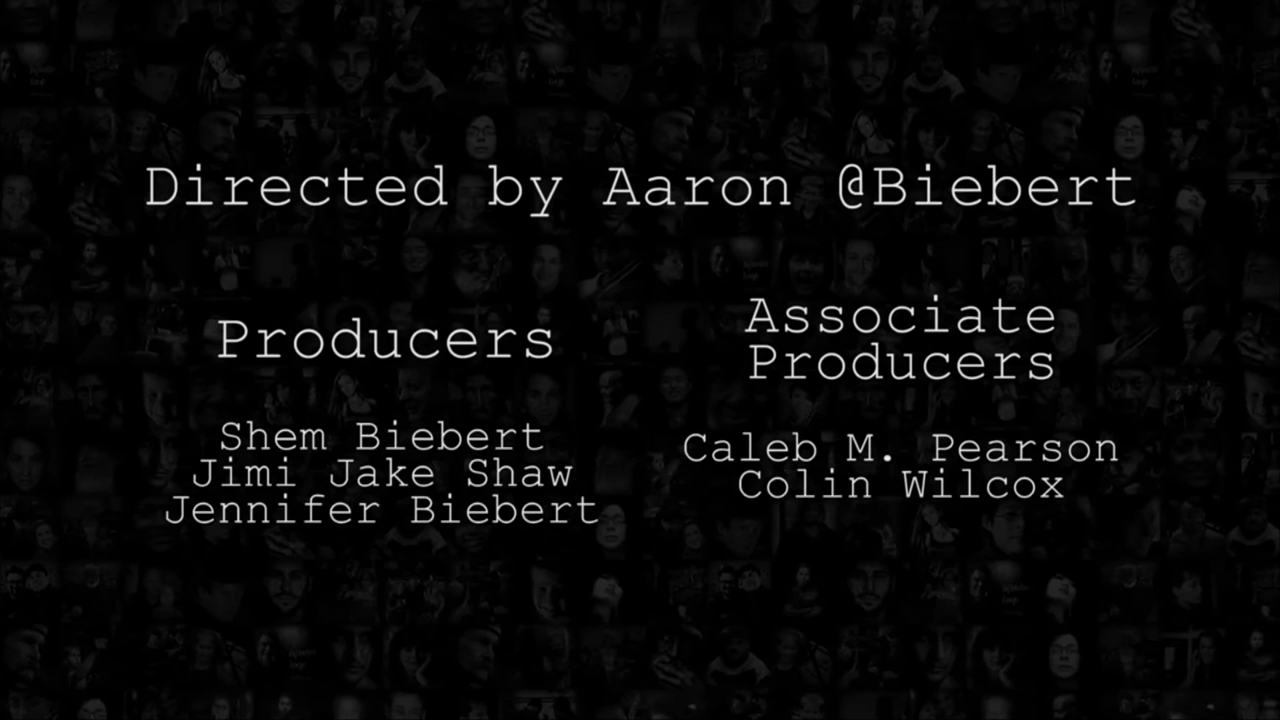 Directed by Aaron @Biebert
Producers
Shem Biebert
Jimi Jake Shaw
Jennifer Biebert
Associate
Producers
Caleb M. Pearson
Colin Wilcox